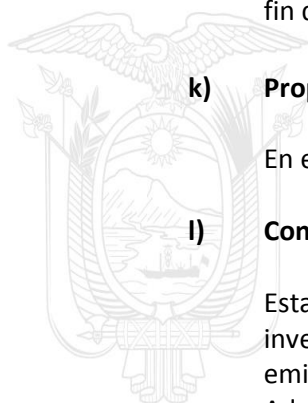 fin
k) Prop
En e
l) Con
Esta
inve
emi